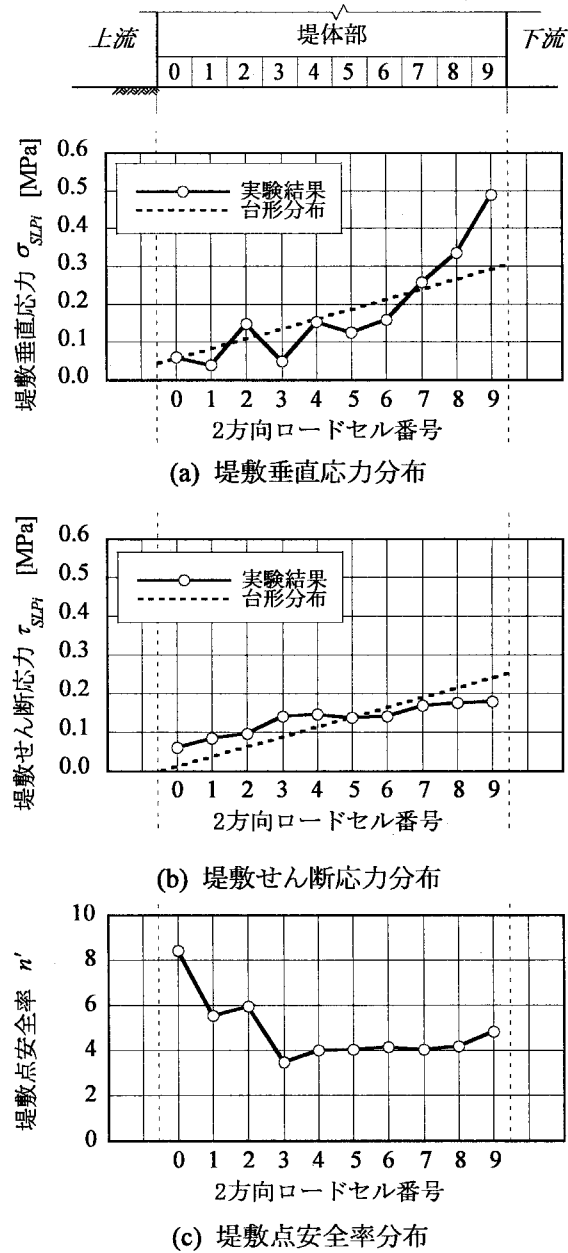 上流 堤体部 下流
0 1 2 3 4 5 6 7 8 9
堤敷垂直応力 σSLPi [MPa]
0.6
0.5
0.4
0.3
0.2
0.1
0.0
実験結果
台形分布
0 1 2 3 4 5 6 7 8 9
2方向ロードセル番号
(a) 堤敷垂直応力分布
堤敷せん断応力 τSLPi [MPa]
0.6
0.5
0.4
0.3
0.2
0.1
0.0
実験結果
台形分布
0 1 2 3 4 5 6 7 8 9
2方向ロードセル番号
(b) 堤敷せん断応力分布
堤敷点安全率 n′
10
8
6
4
2
0
0 1 2 3 4 5 6 7 8 9
2方向ロードセル番号
(c) 堤敷点安全率分布